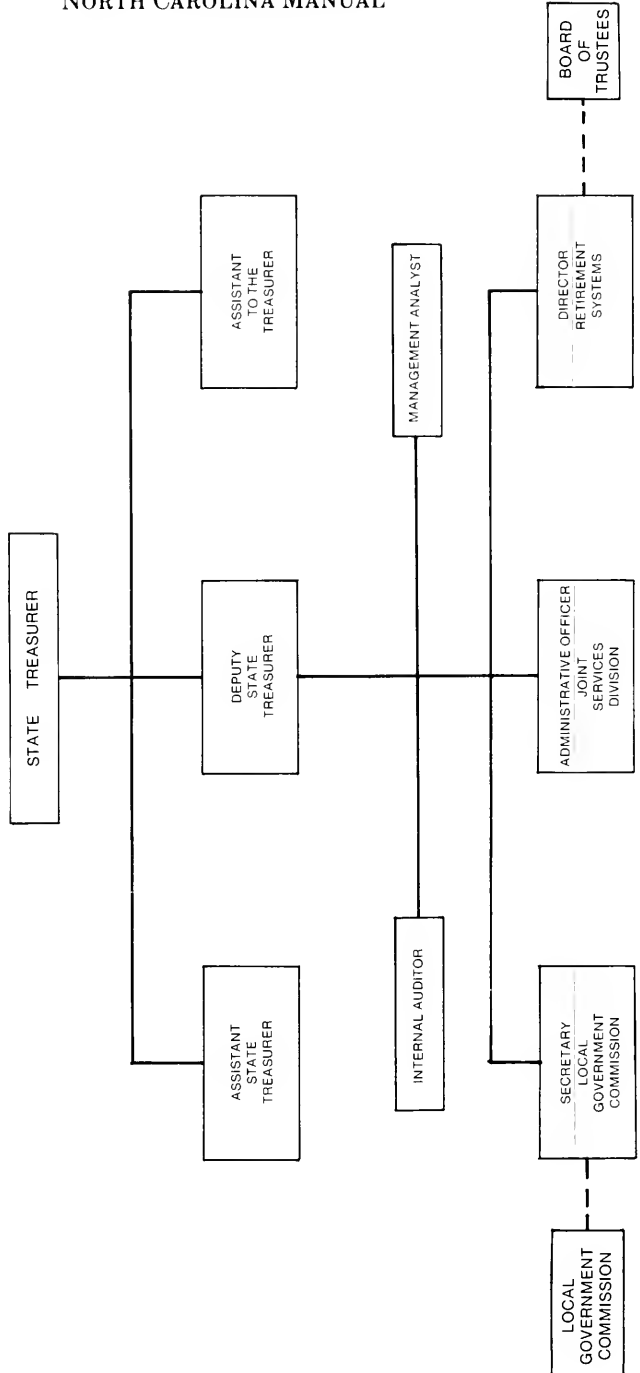 NORTH CAROLINA MANUAL
STATE TREASURER
ASSISTANT
STATE
TREASURER
DEPUTY
STATE
TREASURER
ASSISTANT
TO THE
TREASURER
INTERNAL AUDITOR
MANAGEMENT ANALYST
LOCAL
GOVERNMENT
COMMISSION
SECRETARY
LOCAL
GOVERNMENT
COMMISSION
ADMINISTRATIVE OFFICER
JOINT
SERVICES
DIVISION
DIRECTOR
RETIREMENT
SYSTEMS
BOARD
OF
TRUSTEES